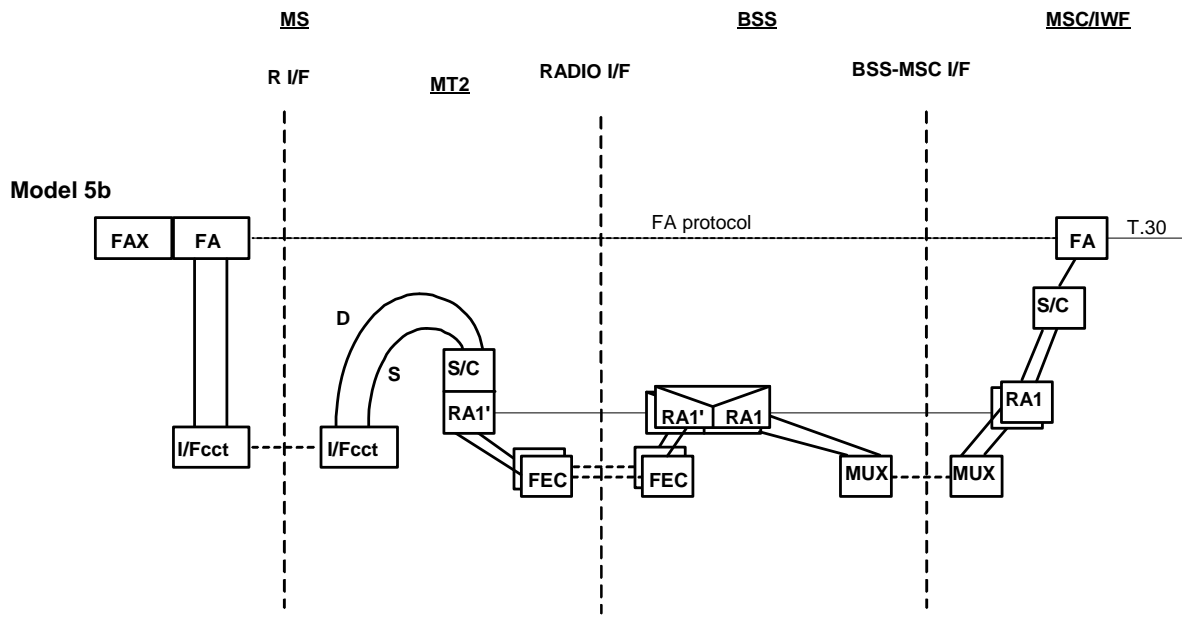 MS
BSS
MSC/IWF
R I/F
MT2
RADIO I/F
BSS-MSC I/F
Model 5b
FAX
FA
FA protocol
FA
T.30
S/C
D
S
S/C
RA1'
RA1'
RA1
RA1
I/Fcct
I/Fcct
FEC
FEC
MUX
MUX